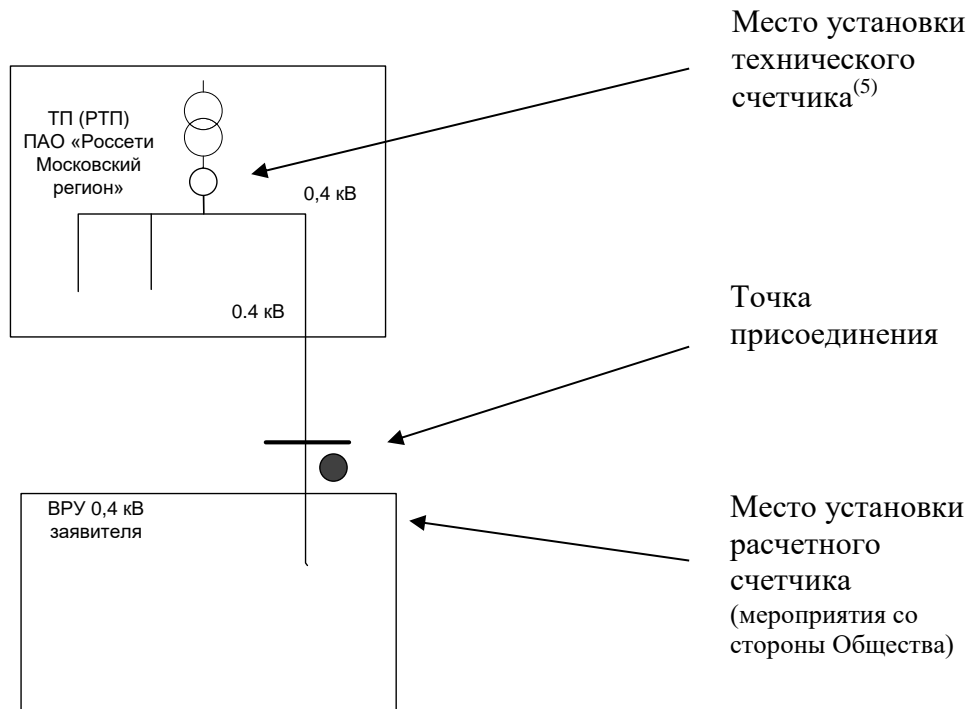 Место установки
технического
счетчика⁽⁵⁾
ТП (РТП)
ПАО «Россети
Московский
регион»
0,4 кВ
0.4 кВ
Точка
присоединения
ВРУ 0,4 кВ
заявителя
Место установки
расчетного
счетчика
(мероприятия со
стороны Общества)